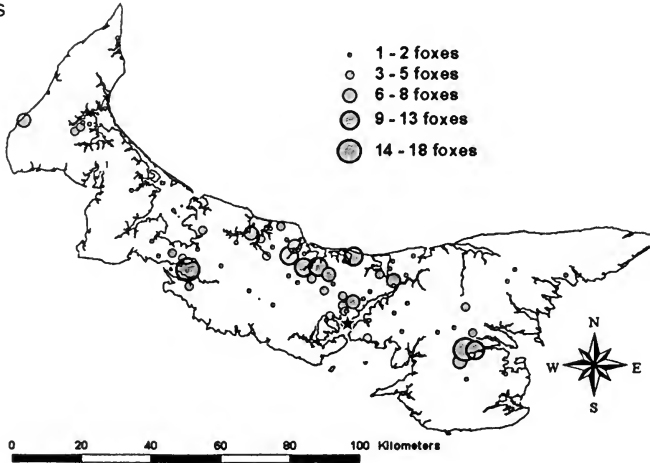 s
1 - 2 foxes
3 - 5 foxes
6 - 8 foxes
9 - 13 foxes
14 - 18 foxes
N
W E
S
0 20 40 60 80 100 Kilometers